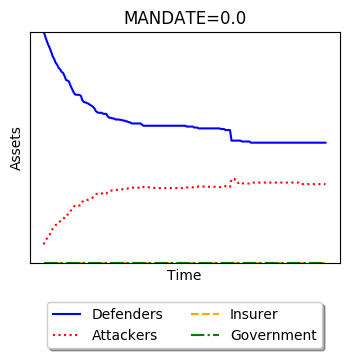 MANDATE=0.0
Assets
Time
Defenders
Insurer
Attackers
Government